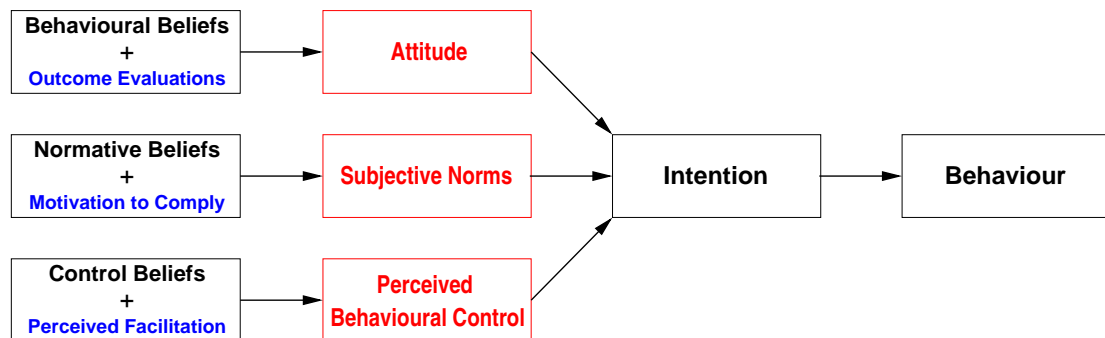 Behavioural Beliefs
+
Outcome Evaluations
Attitude
Normative Beliefs
+
Motivation to Comply
Subjective Norms
Intention
Behaviour
Control Beliefs
+
Perceived Facilitation
Perceived
Behavioural Control